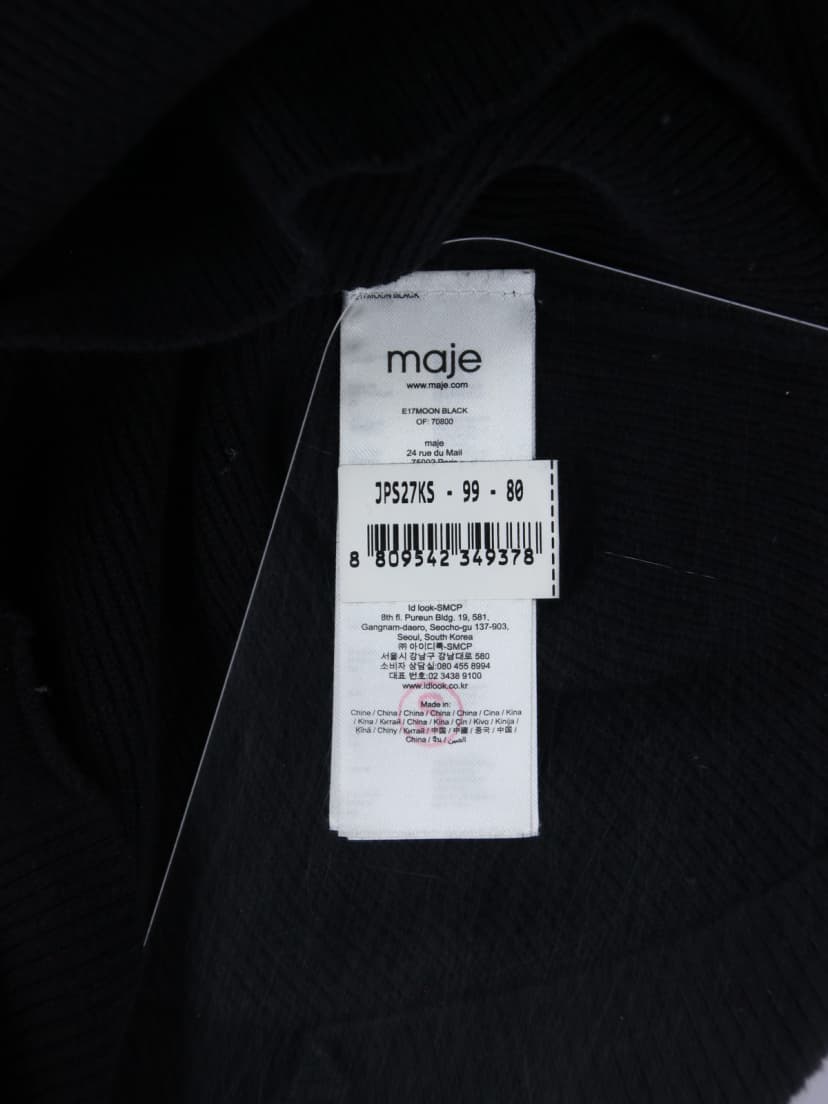 E17MOON BLACK
maje
www.maje.com
E17MOON BLACK
OF: 70800
maje
24 rue du Mail
75002 Paris
JPS27KS - 99 - 80
8 809542 349378
Id look-SMCP
8th fl. Pureun Bldg. 19, 581,
Gangnam-daero, Seocho-gu 137-903,
Seoul, South Korea
㈜ 아이디룩-SMCP
서울시 강남구 강남대로 580
소비자 상담실:080 455 8994
대표 번호:02 3438 9100
www.idlook.co.kr
Made in:
Chine / China / China / China / China / Cina / Kina
/ Kina / Китай / China / Kina / Çin / Kivo / Kinija /
Ķīnā / Chiny / Китай / 中国 / 中國 / 중국 / 中国 /
China / จีน / الصين